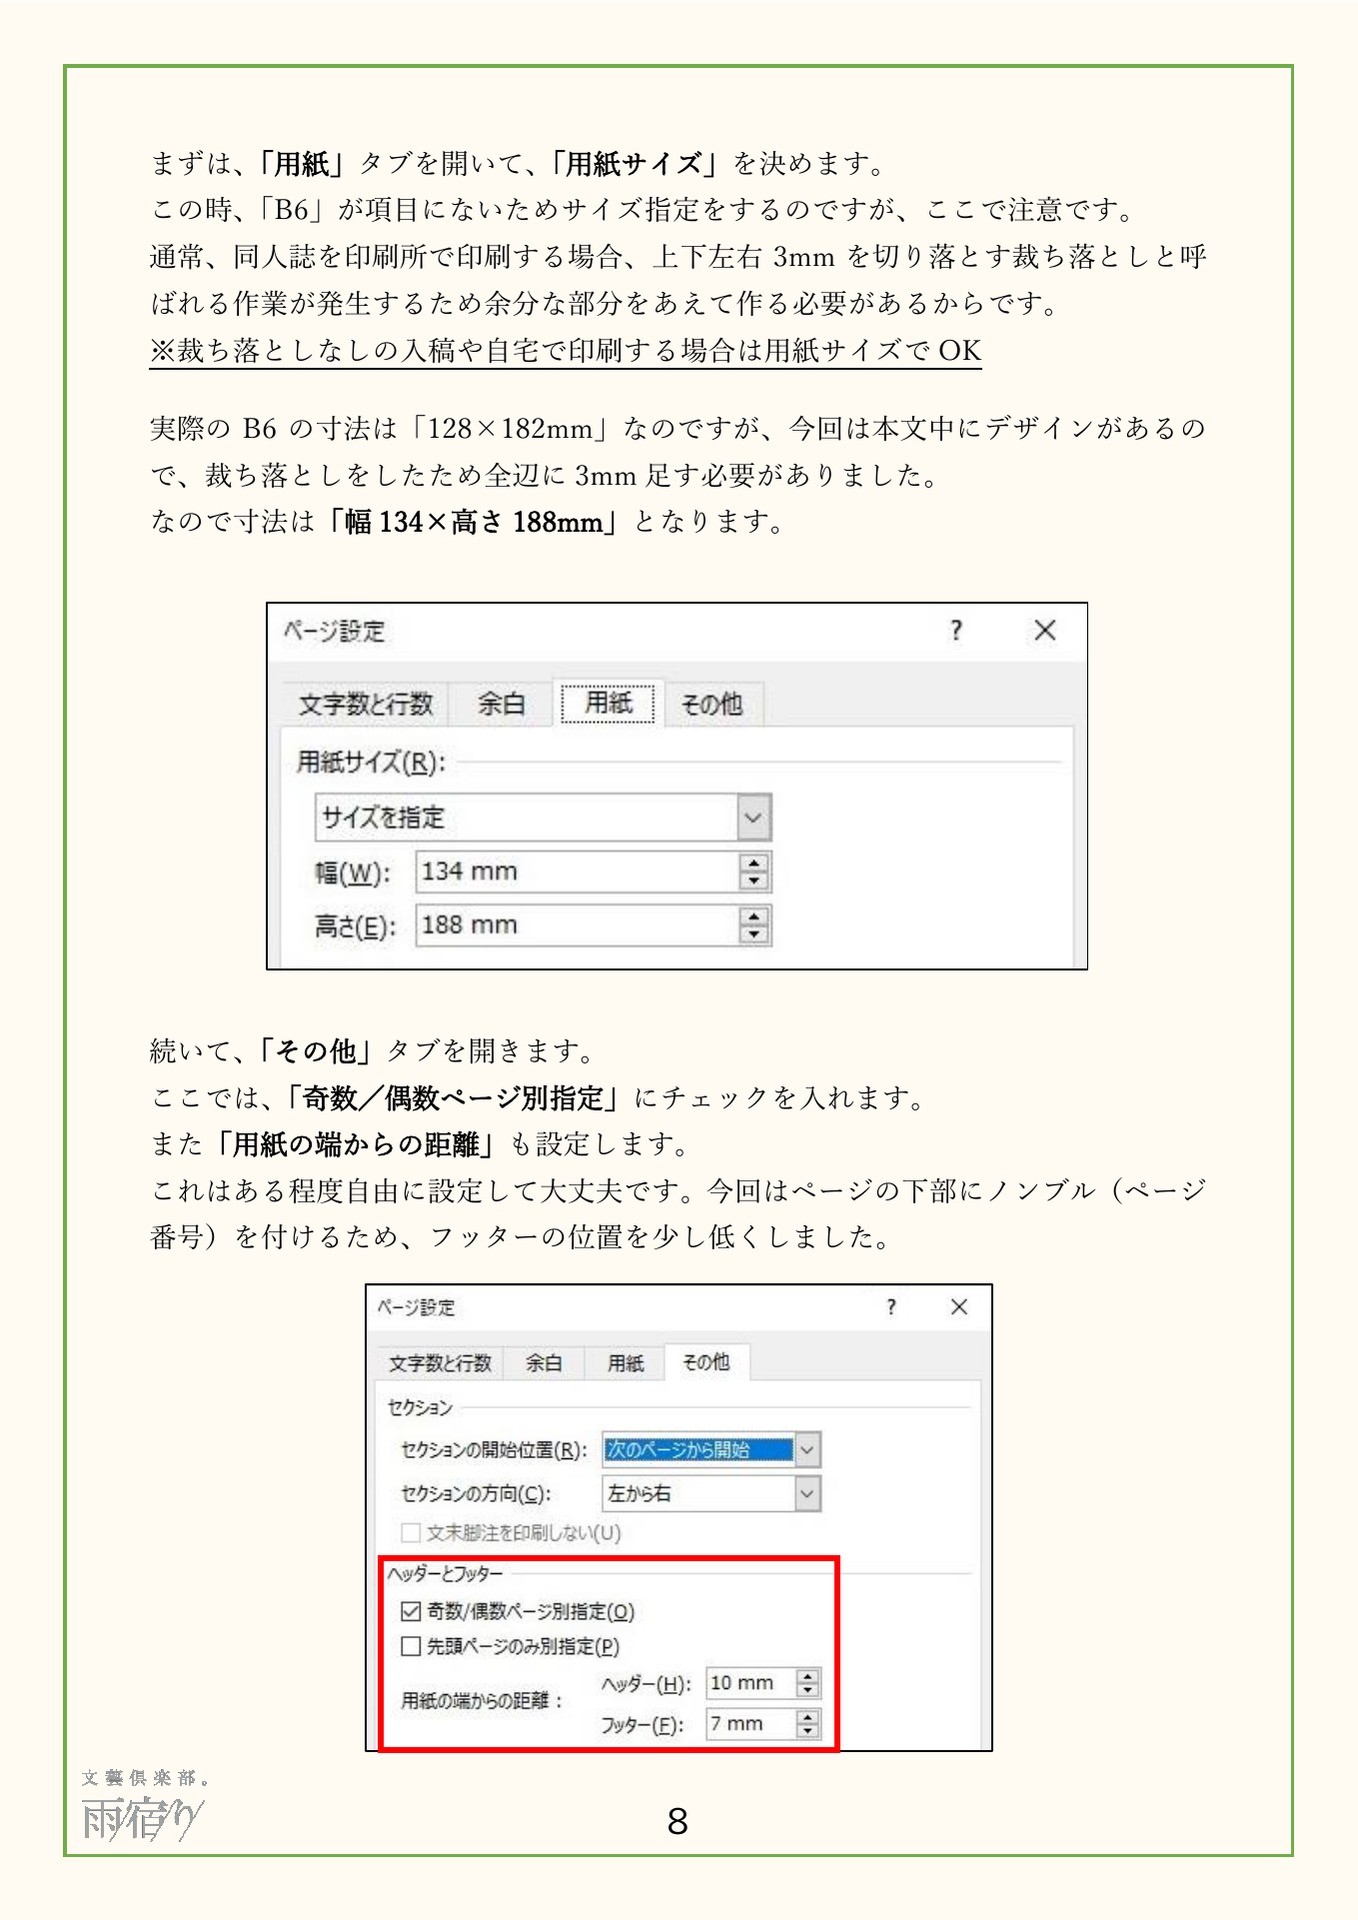 まずは、「用紙」タブを開いて、「用紙サイズ」を決めます。
この時、「B6」が項目にないためサイズ指定をするのですが、ここで注意です。
通常、同人誌を印刷所で印刷する場合、上下左右 3mm を切り落とす裁ち落としと呼
ばれる作業が発生するため余分な部分をあえて作る必要があるからです。
※裁ち落としなしの入稿や自宅で印刷する場合は用紙サイズで OK
実際の B6 の寸法は「128×182mm」なのですが、今回は本文中にデザインがあるの
で、裁ち落としをしたため全辺に 3mm 足す必要がありました。
なので寸法は「幅 134×高さ 188mm」となります。
ページ設定 ? ×
文字数と行数 余白 用紙 その他
用紙サイズ(R):
サイズを指定
幅(W): 134 mm
高さ(E): 188 mm
続いて、「その他」タブを開きます。
ここでは、「奇数／偶数ページ別指定」にチェックを入れます。
また「用紙の端からの距離」も設定します。
これはある程度自由に設定して大丈夫です。今回はページの下部にノンブル（ページ
番号）を付けるため、フッターの位置を少し低くしました。
ページ設定 ? ×
文字数と行数 余白 用紙 その他
セクション
セクションの開始位置(R): 次のページから開始
セクションの方向(C): 左から右
文末脚注を印刷しない(U)
ヘッダーとフッター
奇数/偶数ページ別指定(O)
先頭ページのみ別指定(P)
用紙の端からの距離： ヘッダー(H): 10 mm
フッター(F): 7 mm
文藝倶楽部。
雨宿り
8